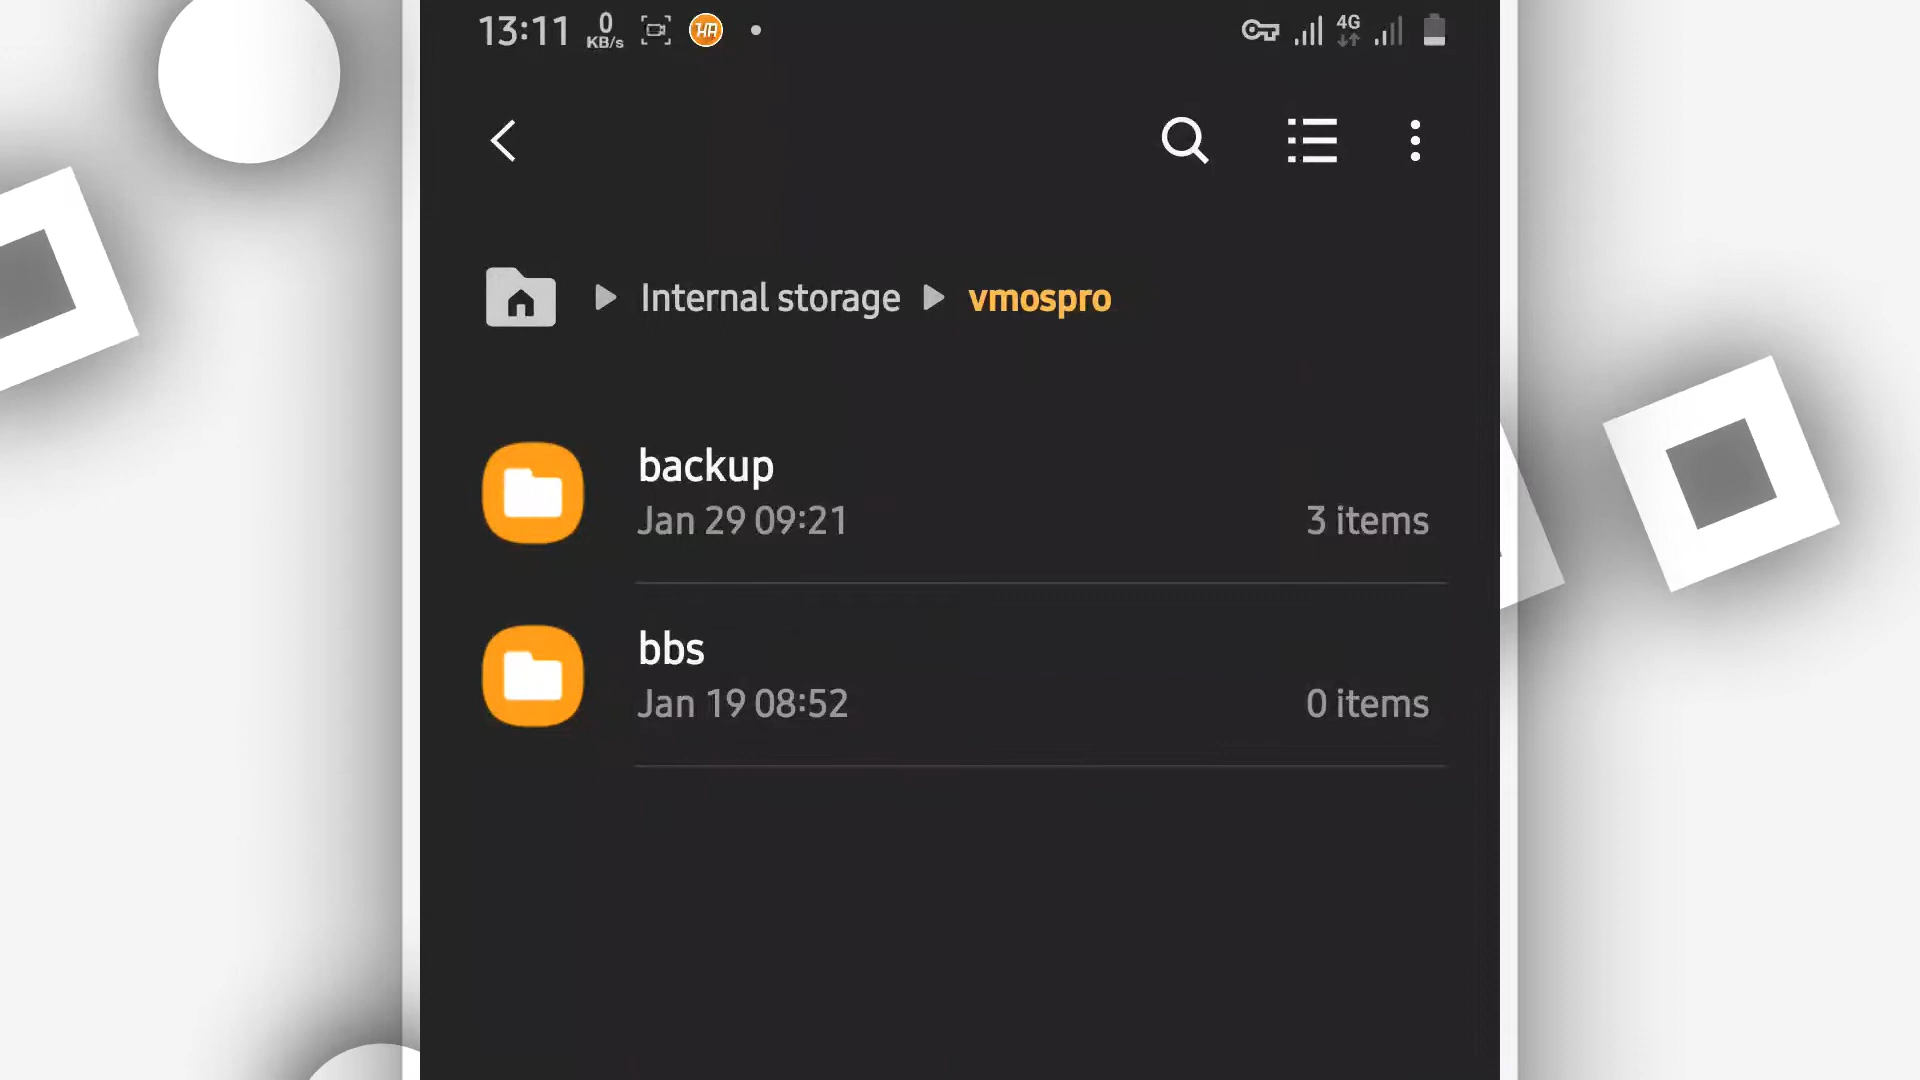 13:11 0 KB/s HA 4G
Internal storage vmospro
backup
Jan 29 09:21 3 items
bbs
Jan 19 08:52 0 items